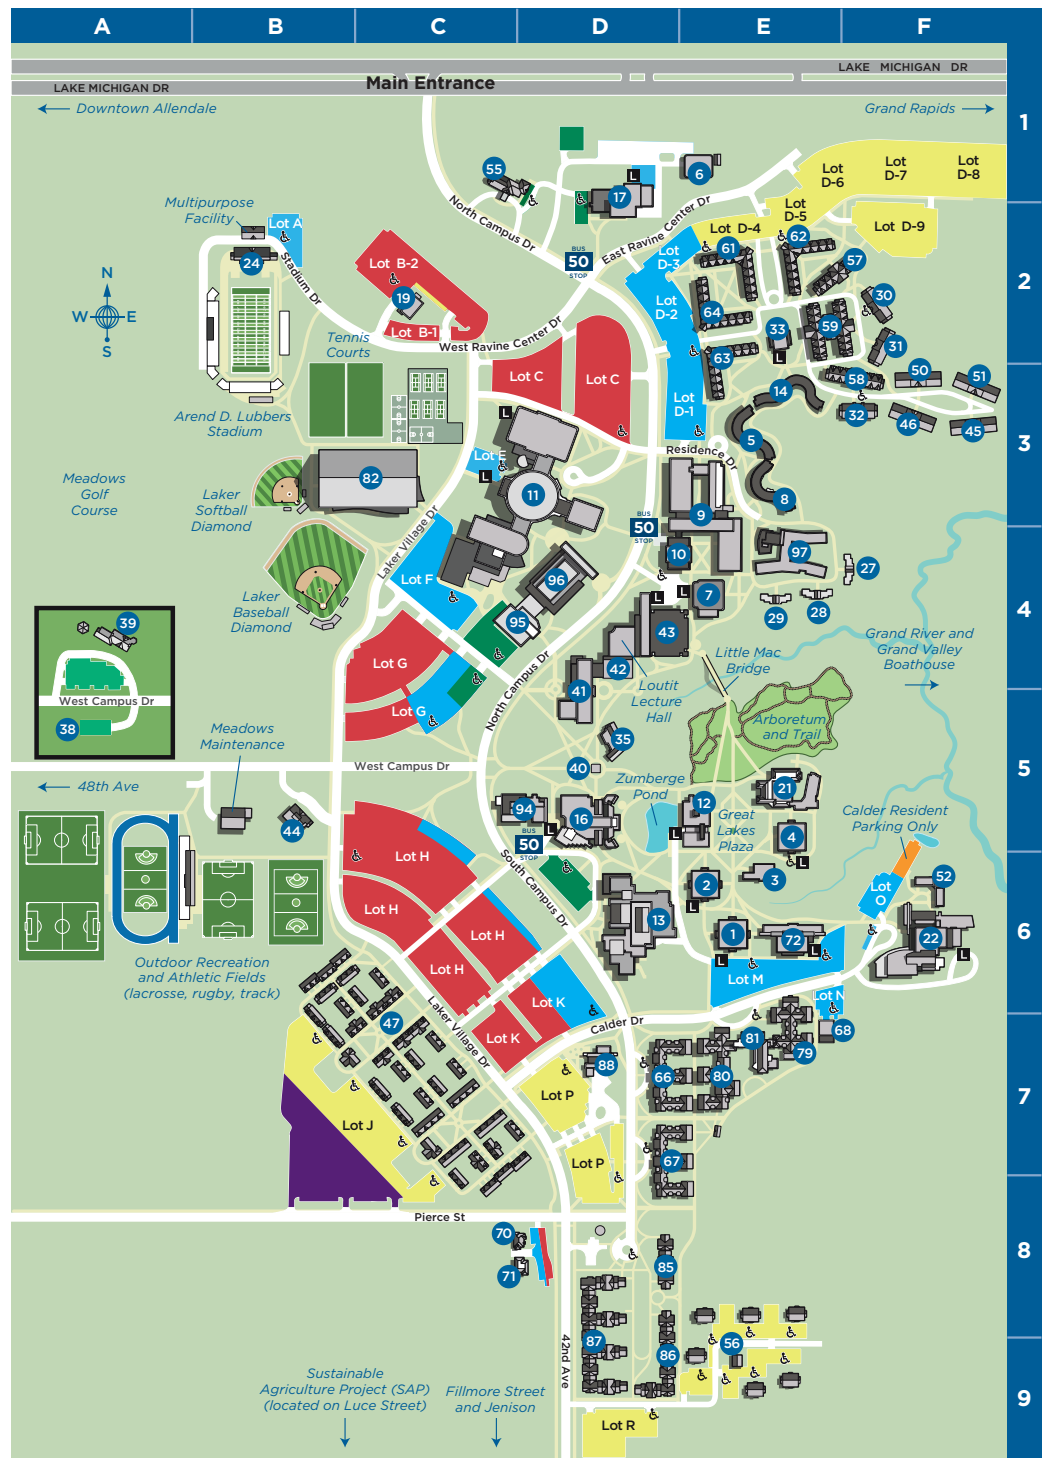 A
B
C
D
E
F
LAKE MICHIGAN DR
LAKE MICHIGAN DR
Main Entrance
Downtown Allendale
Grand Rapids
1
55
6
17
Lot
D-6
Lot
D-7
Lot
D-8
Multipurpose
Facility
Lot A
24
Stadium Dr
North Campus Dr
East Ravine Center Dr
BUS
50
STOP
Lot
D-5
Lot D-4
Lot D-9
62
61
57
Lot
D-3
2
N
W
E
S
Lot B-2
19
Lot B-1
Lot
D-2
64
30
33
59
31
Tennis
Courts
West Ravine Center Dr
63
Lot C
Lot C
58
50
51
14
Lot
D-1
32
46
45
Arend D. Lubbers
Stadium
3
5
Residence Dr
Lot E
82
11
8
Meadows
Golf
Course
Laker
Softball
Diamond
9
BUS
50
STOP
Laker Village Dr
10
97
27
Lot F
96
7
28
29
Laker
Baseball
Diamond
4
39
95
43
Grand River and
Grand Valley
Boathouse
Little Mac
Bridge
42
Lot G
41
Loutit
Lecture
Hall
West Campus Dr
38
Lot G
North Campus Dr
Arboretum
and Trail
35
Meadows
Maintenance
West Campus Dr
40
5
48th Ave
Zumberge
Pond
21
94
12
Calder Resident
Parking Only
44
16
Great
Lakes
Plaza
4
BUS
50
STOP
Lot H
South Campus Dr
2
3
52
Lot
O
Lot H
13
Lot H
1
72
22
6
Outdoor Recreation
and Athletic Fields
(lacrosse, rugby, track)
Lot H
Lot M
Lot N
47
Lot K
Lot K
Calder Dr
Laker Village Dr
68
81
79
88
66
80
Lot P
7
Lot J
Lot P
67
Pierce St
70
71
85
8
87
86
56
42nd Ave
Sustainable
Agriculture Project (SAP)
(located on Luce Street)
Fillmore Street
and Jenison
9
Lot R
L
L
L
L
L
L
L
L
L
L
L
L
L
L